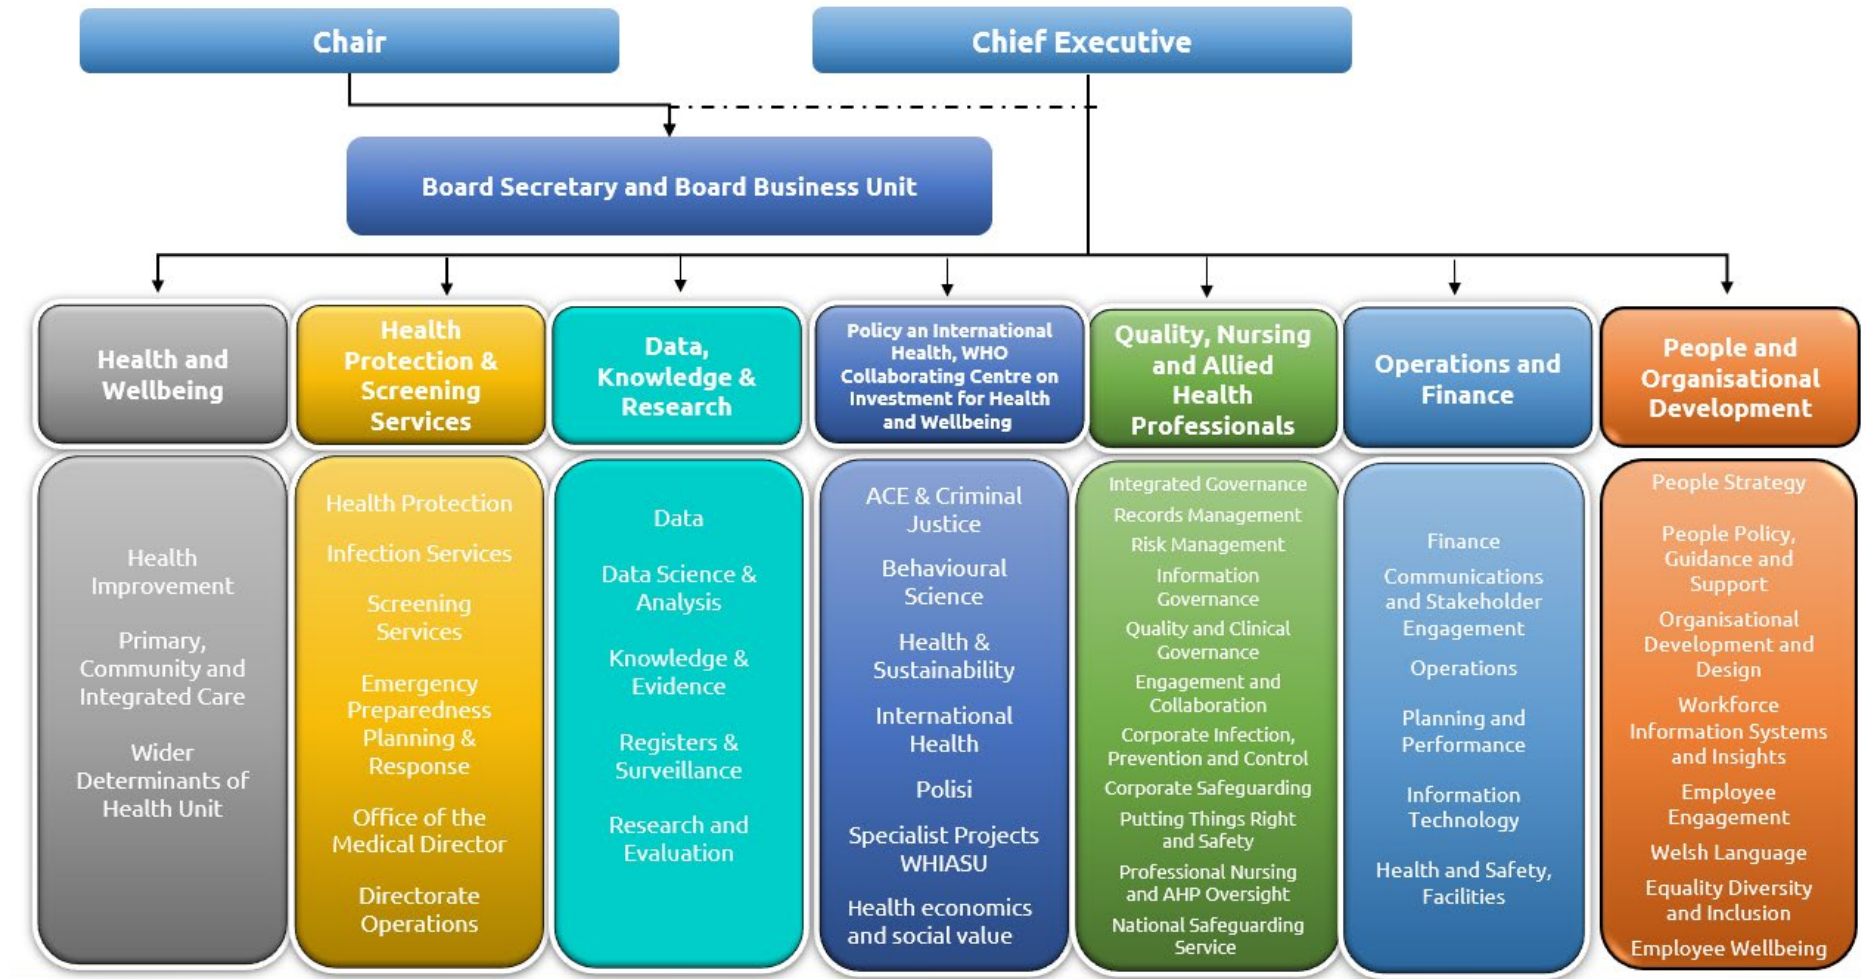 Chair
Chief Executive
Board Secretary and Board Business Unit
Health and
Wellbeing
Health
Protection &
Screening
Services
Data,
Knowledge &
Research
Policy an International
Health, WHO
Collaborating Centre on
Investment for Health
and Wellbeing
Quality, Nursing
and Allied
Health
Professionals
Operations and
Finance
People and
Organisational
Development
Health
Improvement
Primary,
Community and
Integrated Care
Wider
Determinants of
Health Unit
Health Protection
Infection Services
Screening
Services
Emergency
Preparedness
Planning &
Response
Office of the
Medical Director
Directorate
Operations
Data
Data Science &
Analysis
Knowledge &
Evidence
Registers &
Surveillance
Research and
Evaluation
ACE & Criminal
Justice
Behavioural
Science
Health &
Sustainability
International
Health
Polisi
Specialist Projects
WHIASU
Health economics
and social value
Integrated Governance
Records Management
Risk Management
Information
Governance
Quality and Clinical
Governance
Engagement and
Collaboration
Corporate Infection,
Prevention and Control
Corporate Safeguarding
Putting Things Right
and Safety
Professional Nursing
and AHP Oversight
National Safeguarding
Service
Finance
Communications
and Stakeholder
Engagement
Operations
Planning and
Performance
Information
Technology
Health and Safety,
Facilities
People Strategy
People Policy,
Guidance and
Support
Organisational
Development and
Design
Workforce
Information Systems
and Insights
Employee
Engagement
Welsh Language
Equality Diversity
and Inclusion
Employee Wellbeing